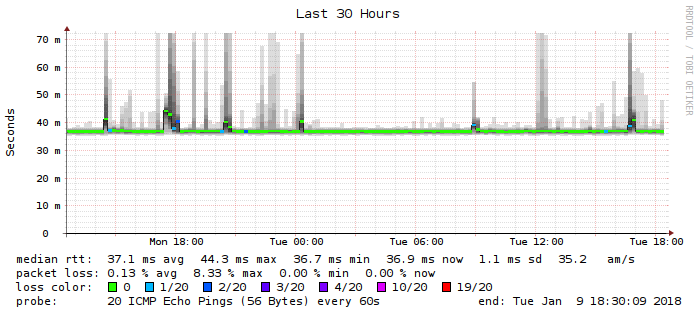 Last 30 Hours
RRDTOOL / TOBI OETIKER
Seconds
70 m
60 m
50 m
40 m
30 m
20 m
10 m
0
Mon 18:00 Tue 00:00 Tue 06:00 Tue 12:00 Tue 18:00
median rtt: 37.1 ms avg 44.3 ms max 36.7 ms min 36.9 ms now 1.1 ms sd 35.2 am/s
packet loss: 0.13 % avg 8.33 % max 0.00 % min 0.00 % now
loss color: 0 1/20 2/20 3/20 4/20 10/20 19/20
probe: 20 ICMP Echo Pings (56 Bytes) every 60s end: Tue Jan 9 18:30:09 2018